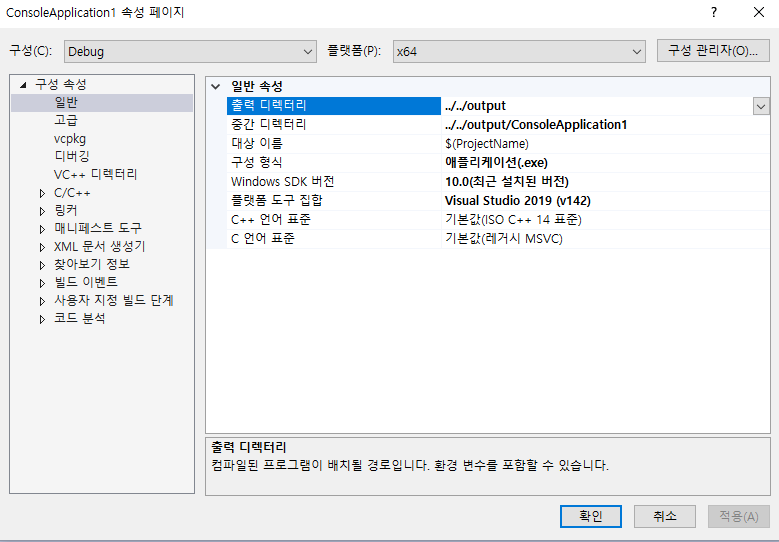 ConsoleApplication1 속성 페이지
?
구성(C): Debug 플랫폼(P): x64 구성 관리자(O)...
구성 속성
일반
고급
vcpkg
디버깅
VC++ 디렉터리
C/C++
링커
매니페스트 도구
XML 문서 생성기
찾아보기 정보
빌드 이벤트
사용자 지정 빌드 단계
코드 분석
일반 속성
출력 디렉터리 ../../output
중간 디렉터리 ../../output/ConsoleApplication1
대상 이름 $(ProjectName)
구성 형식 애플리케이션(.exe)
Windows SDK 버전 10.0(최근 설치된 버전)
플랫폼 도구 집합 Visual Studio 2019 (v142)
C++ 언어 표준 기본값(ISO C++ 14 표준)
C 언어 표준 기본값(레거시 MSVC)
출력 디렉터리
컴파일된 프로그램이 배치될 경로입니다. 환경 변수를 포함할 수 있습니다.
확인 취소 적용(A)